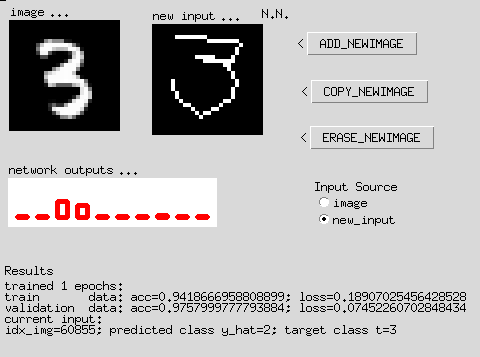 image ...
new input ...
N.N.
3
3
< ADD_NEWIMAGE
< COPY_NEWIMAGE
< ERASE_NEWIMAGE
network outputs ...
Input Source
image
new_input
Results
trained 1 epochs:
train data: acc=0.9418666958808899; loss=0.18907025456428528
validation data: acc=0.9757999777793884; loss=0.07452260702848434
current input:
idx_img=60855; predicted class y_hat=2; target class t=3